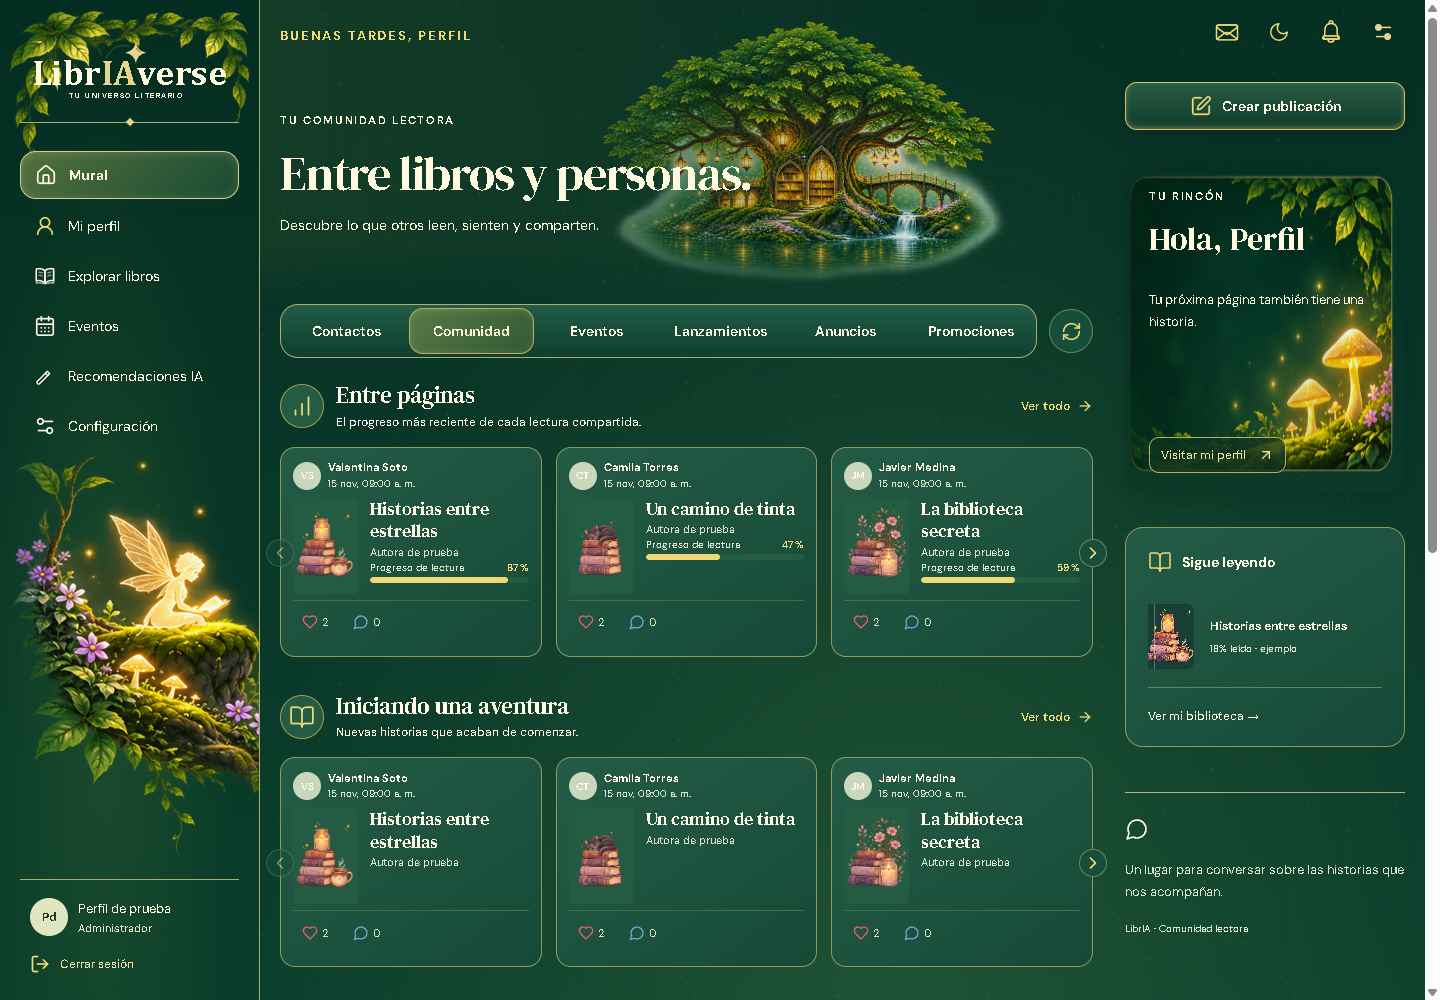 LibrIAverse
TU UNIVERSO LITERARIO
Mural
Mi perfil
Explorar libros
Eventos
Recomendaciones IA
Configuración
Pd
Perfil de prueba
Administrador
Cerrar sesión
BUENAS TARDES, PERFIL
TU COMUNIDAD LECTORA
Entre libros y personas.
Descubre lo que otros leen, sienten y comparten.
Contactos
Comunidad
Eventos
Lanzamientos
Anuncios
Promociones
Entre páginas
El progreso más reciente de cada lectura compartida.
Ver todo →
VS
Valentina Soto
15 nov, 09:00 a. m.
Historias entre
estrellas
Autora de prueba
Progreso de lectura 87%
2 0
CT
Camila Torres
15 nov, 09:00 a. m.
Un camino de tinta
Autora de prueba
Progreso de lectura 47%
2 0
JM
Javier Medina
15 nov, 09:00 a. m.
La biblioteca
secreta
Autora de prueba
Progreso de lectura 59%
2 0
Iniciando una aventura
Nuevas historias que acaban de comenzar.
Ver todo →
VS
Valentina Soto
15 nov, 09:00 a. m.
Historias entre
estrellas
Autora de prueba
2 0
CT
Camila Torres
15 nov, 09:00 a. m.
Un camino de tinta
Autora de prueba
2 0
JM
Javier Medina
15 nov, 09:00 a. m.
La biblioteca
secreta
Autora de prueba
2 0
Crear publicación
TU RINCÓN
Hola, Perfil
Tu próxima página también tiene una
historia.
Visitar mi perfil
Sigue leyendo
Historias entre estrellas
18% leído · ejemplo
Ver mi biblioteca →
Un lugar para conversar sobre las historias que
nos acompañan.
LibrIA · Comunidad lectora